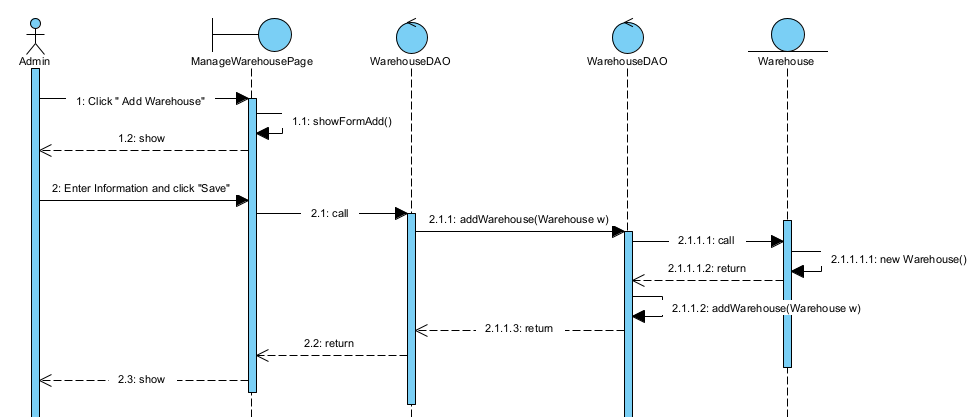 Admin
ManageWarehousePage
WarehouseDAO
WarehouseDAO
Warehouse
1: Click " Add Warehouse"
1.1: showFormAdd()
1.2: show
2: Enter Information and click "Save"
2.1: call
2.1.1: addWarehouse(Warehouse w)
2.1.1.1: call
2.1.1.1.1: new Warehouse()
2.1.1.1.2: return
2.1.1.2: addWarehouse(Warehouse w)
2.1.1.3: return
2.2: return
2.3: show